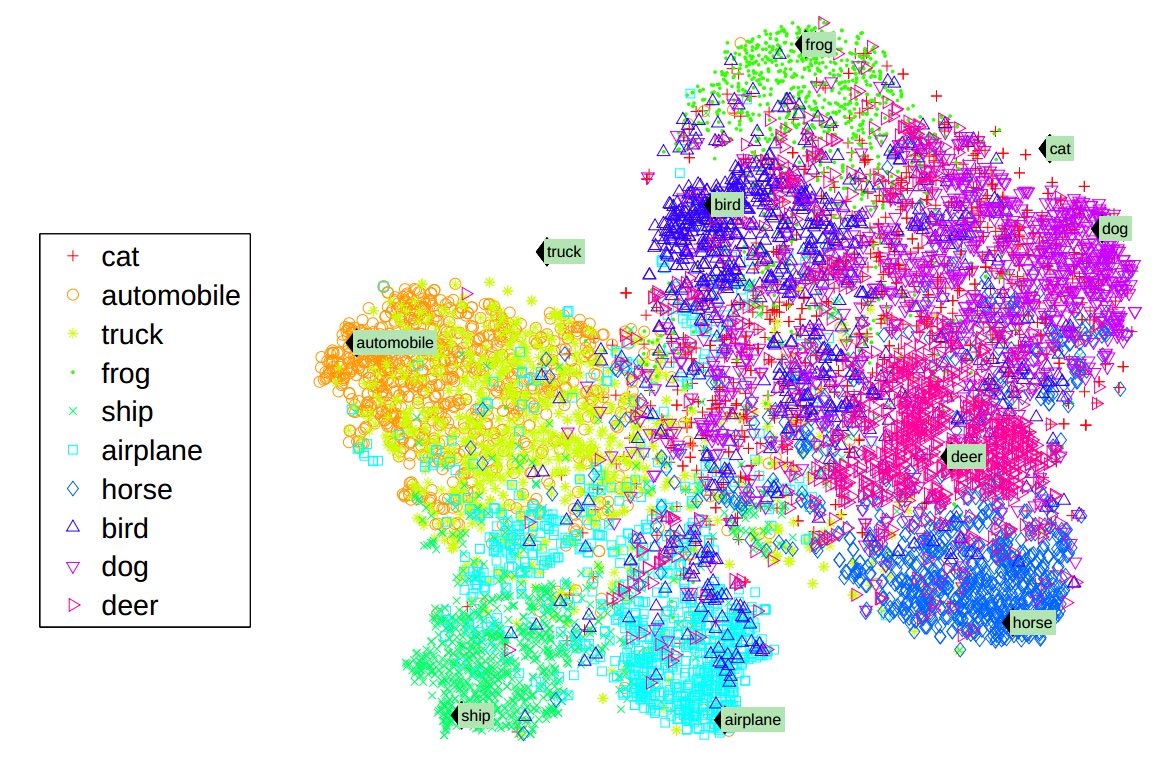 cat
automobile
truck
frog
ship
airplane
horse
bird
dog
deer
frog
cat
bird
dog
truck
automobile
deer
horse
ship
airplane